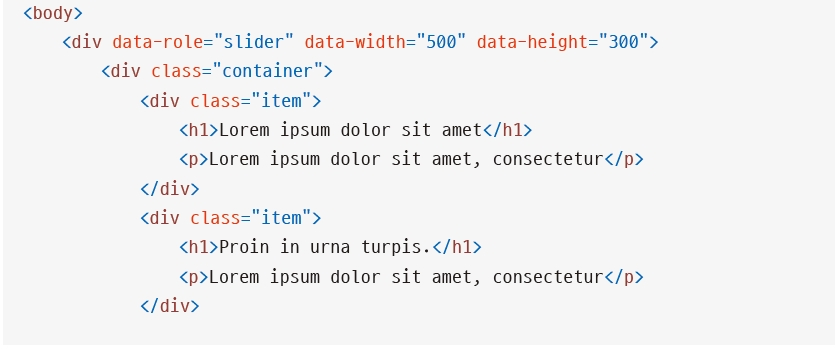 <body>
<div data-role="slider" data-width="500" data-height="300">
<div class="container">
<div class="item">
<h1>Lorem ipsum dolor sit amet</h1>
<p>Lorem ipsum dolor sit amet, consectetur</p>
</div>
<div class="item">
<h1>Proin in urna turpis.</h1>
<p>Lorem ipsum dolor sit amet, consectetur</p>
</div>